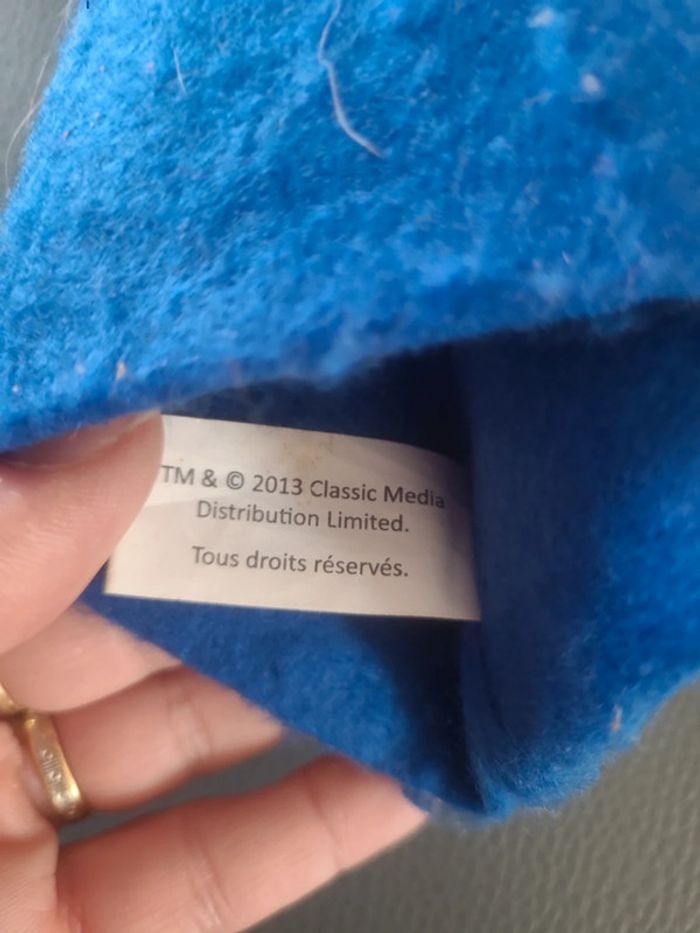 TM & © 2013 Classic Media
Distribution Limited.
Tous droits réservés.